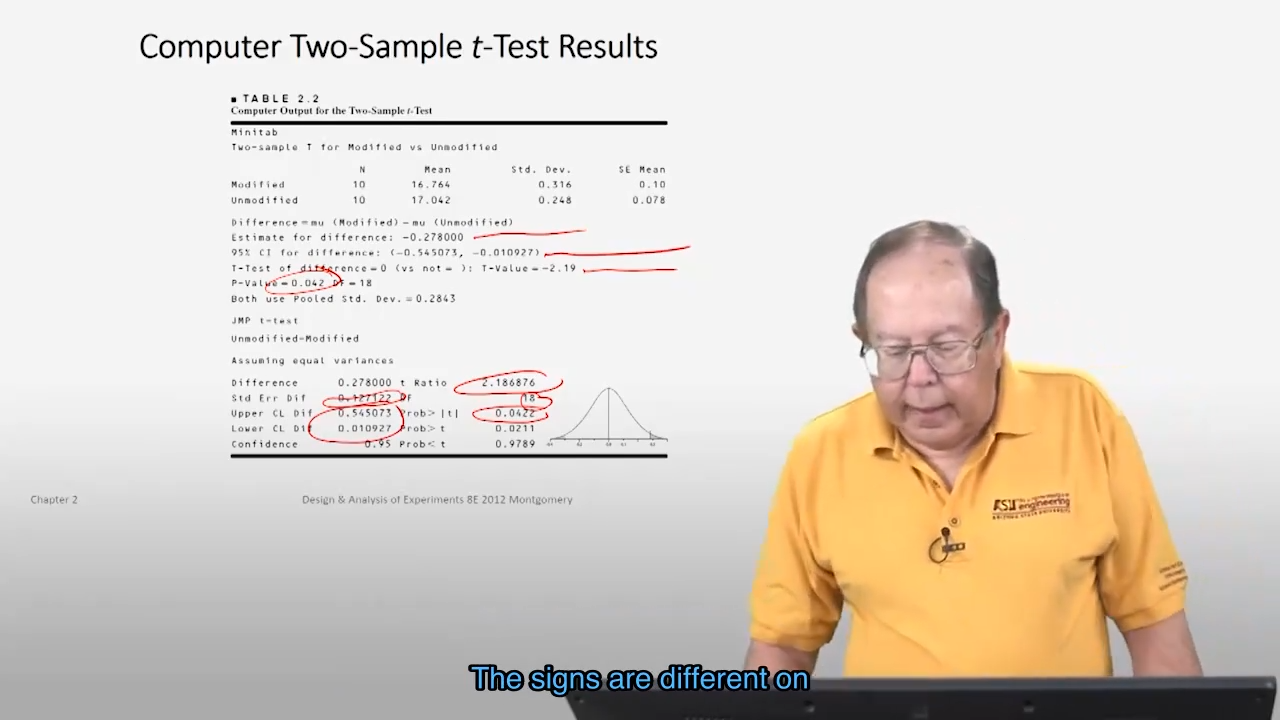 Computer Two-Sample t-Test Results
■ TABLE 2.2
Computer Output for the Two-Sample t-Test
Minitab
Two-sample T for Modified vs Unmodified
N Mean Std. Dev. SE Mean
Modified 10 16.764 0.316 0.10
Unmodified 10 17.042 0.248 0.078
Difference = mu (Modified) - mu (Unmodified)
Estimate for difference: -0.278000
95% CI for difference: (-0.545073, -0.010927)
T-Test of difference = 0 (vs not = ): T-Value = -2.19
P-Value = 0.042 DF = 18
Both use Pooled Std. Dev. = 0.2843
JMP t-test
Unmodified-Modified
Assuming equal variances
Difference 0.278000 t Ratio 2.186876
Std Err Dif 0.127122 DF 18
Upper CL Dif 0.545073 Prob > |t| 0.0422
Lower CL Dif 0.010927 Prob > t 0.0211
Confidence 0.95 Prob < t 0.9789
Chapter 2
Design & Analysis of Experiments 8E 2012 Montgomery
ASU engineering
ARIZONA STATE UNIVERSITY
The signs are different on